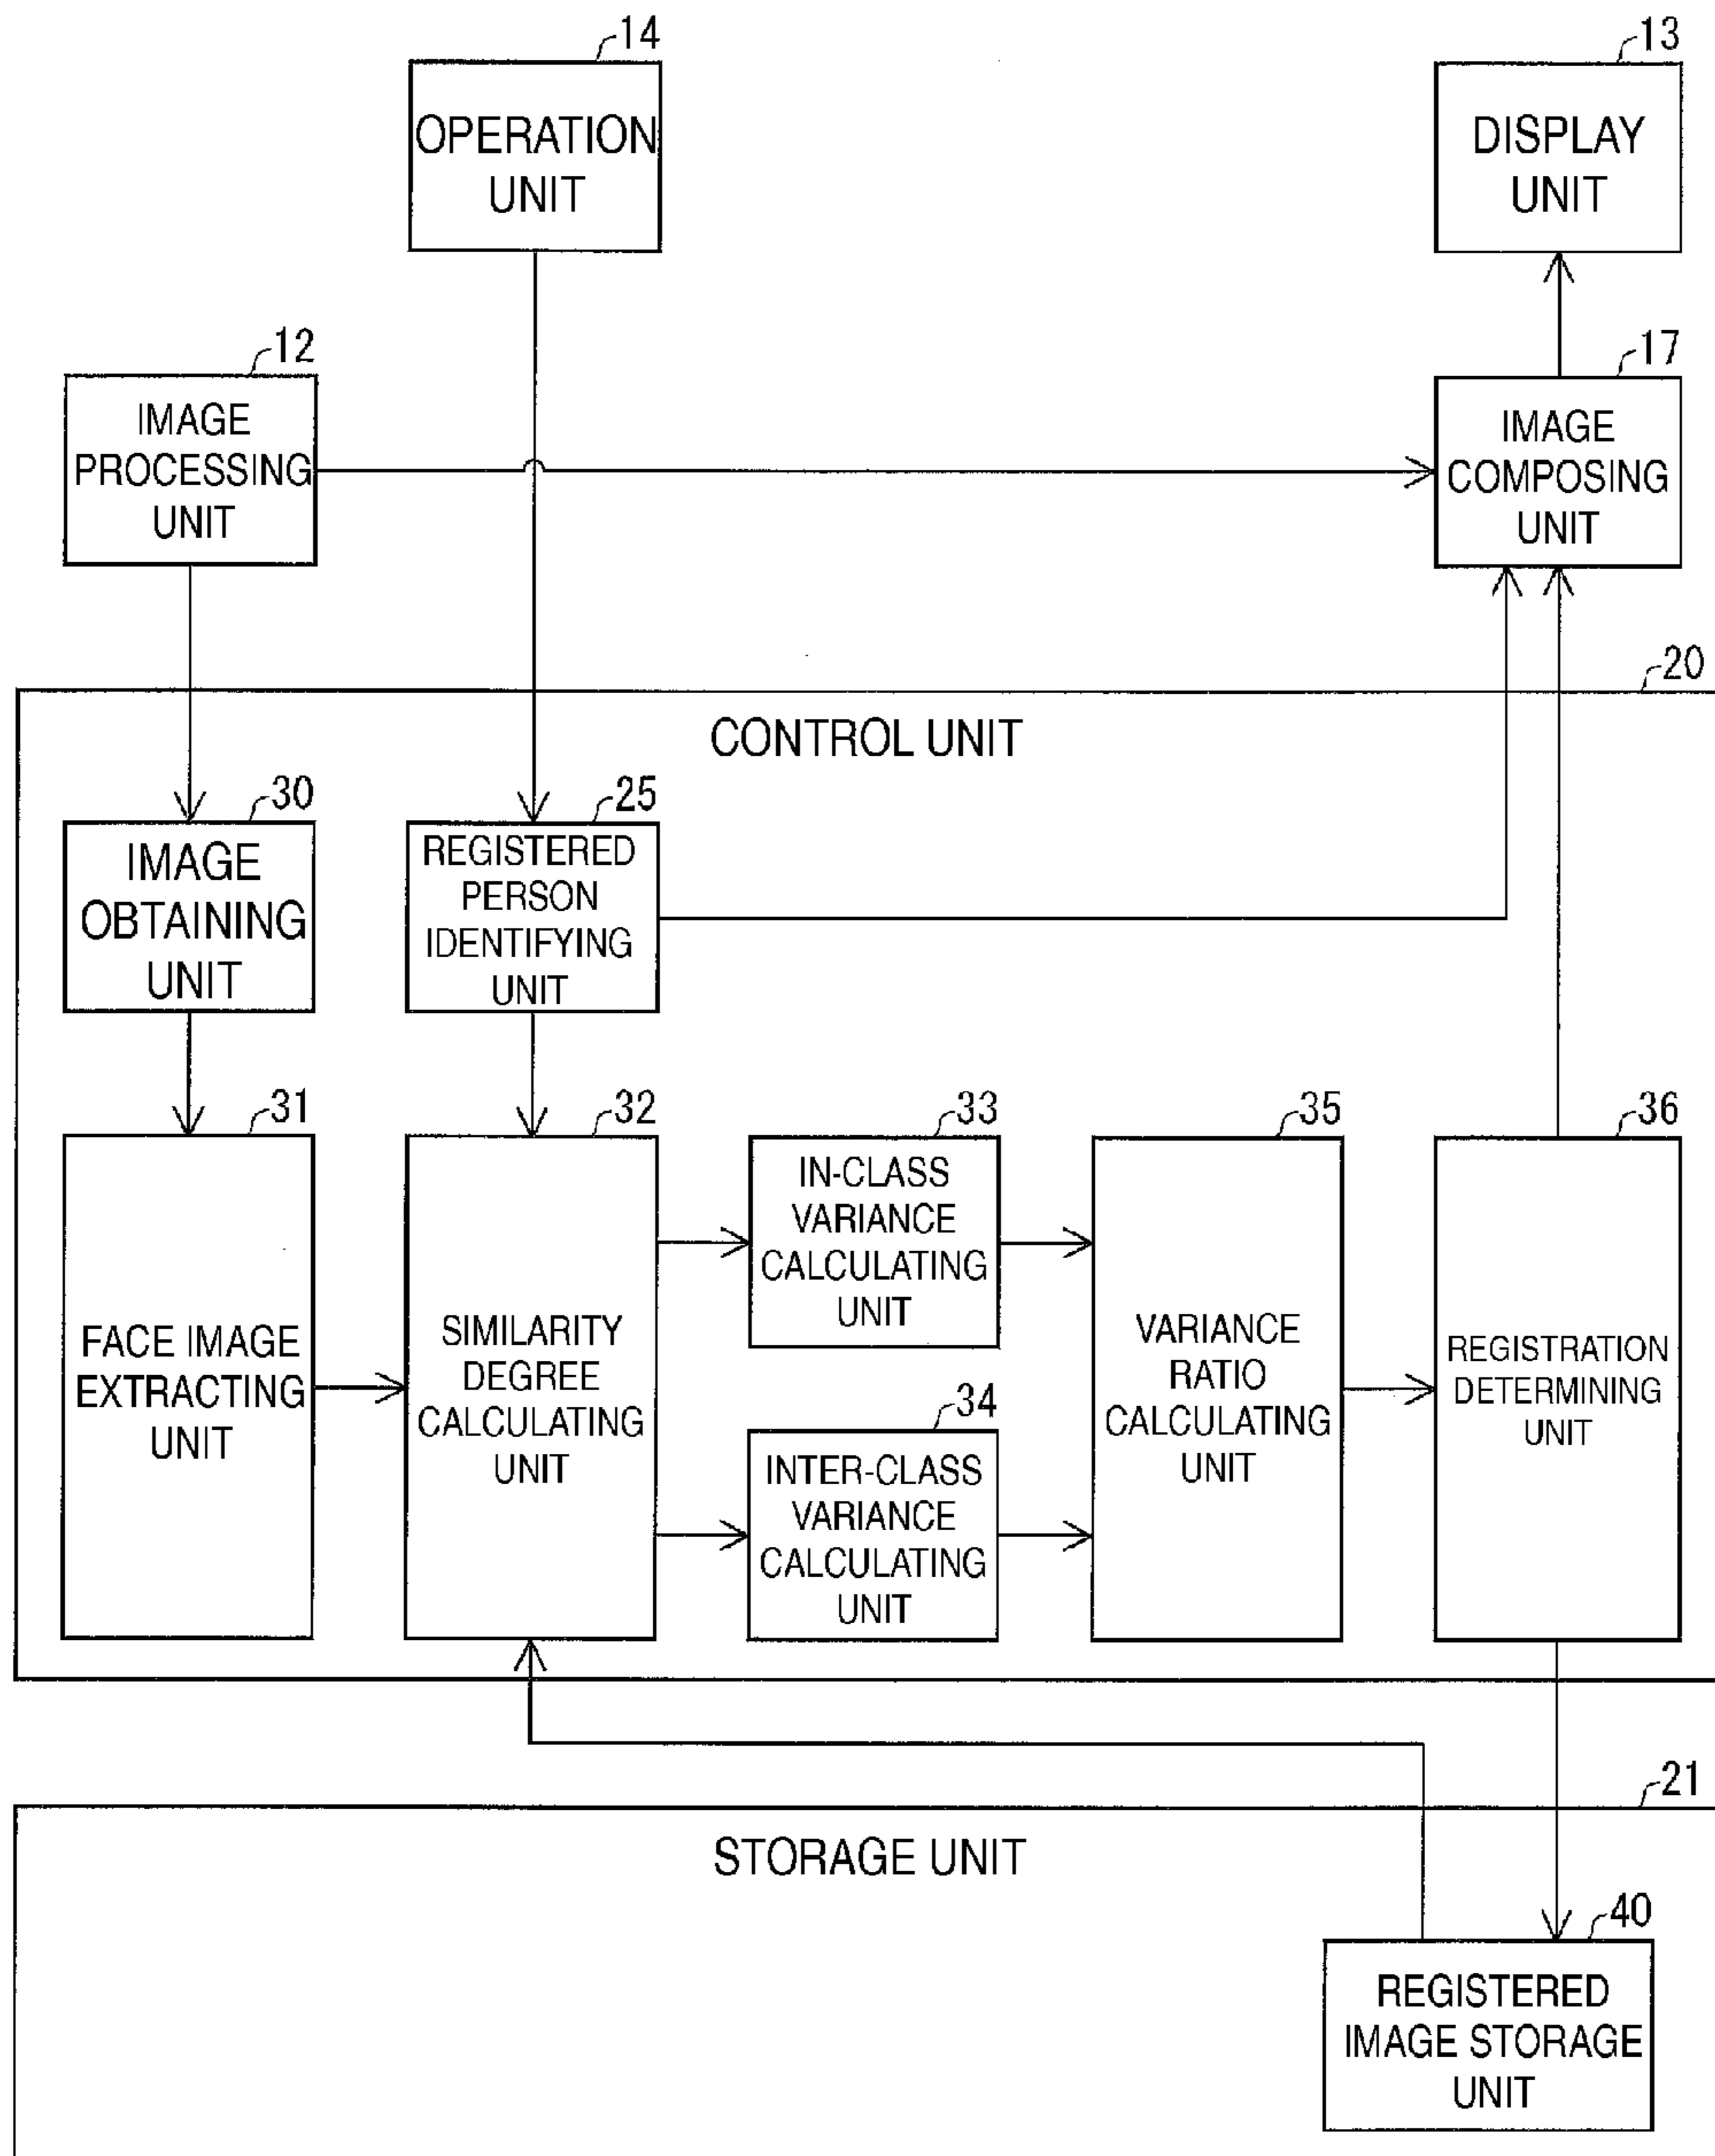 14
OPERATION
UNIT
13
DISPLAY
UNIT
12
IMAGE
PROCESSING
UNIT
17
IMAGE
COMPOSING
UNIT
20
CONTROL UNIT
30
IMAGE
OBTAINING
UNIT
25
REGISTERED
PERSON
IDENTIFYING
UNIT
31
FACE IMAGE
EXTRACTING
UNIT
32
SIMILARITY
DEGREE
CALCULATING
UNIT
33
IN-CLASS
VARIANCE
CALCULATING
UNIT
34
INTER-CLASS
VARIANCE
CALCULATING
UNIT
35
VARIANCE
RATIO
CALCULATING
UNIT
36
REGISTRATION
DETERMINING
UNIT
21
STORAGE UNIT
40
REGISTERED
IMAGE STORAGE
UNIT